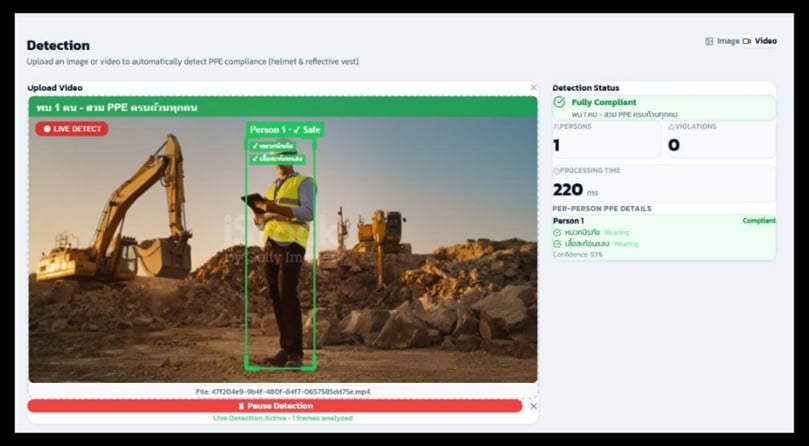 Detection
Image Video
Upload an image or video to automatically detect PPE compliance (helmet & reflective vest).
Upload Video
พบ 1 คน - สวม PPE ครบถ้วนทุกคน
LIVE DETECT
Person 1 - ✓ Safe
✓ หมวกนิรภัย
✓ เสื้อสะท้อนแสง
iStock
by Getty Images
File: 47f204e9-9b4f-480f-84f7-0657585dd75e.mp4
Pause Detection
Live Detection Active - 1 frames analyzed
Detection Status
Fully Compliant
พบ 1 คน - สวม PPE ครบถ้วนทุกคน
PERSONS
VIOLATIONS
1
0
PROCESSING TIME
220 ms
PER-PERSON PPE DETAILS
Person 1 Compliant
หมวกนิรภัย Wearing
เสื้อสะท้อนแสง Wearing
Confidence: 93%